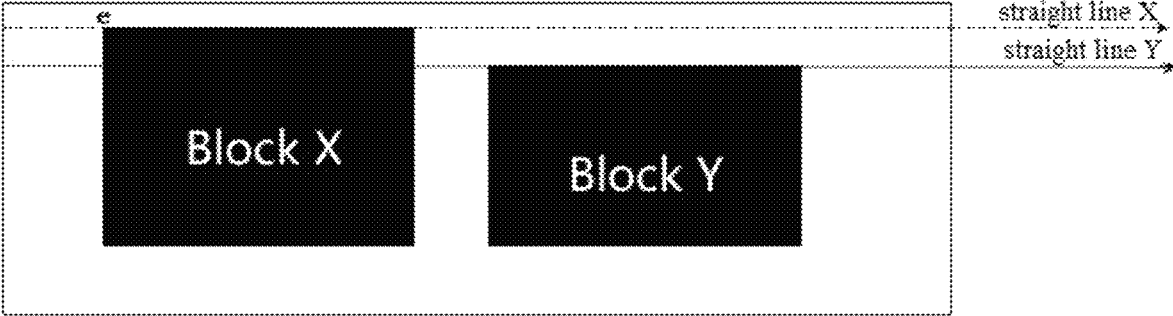 straight line X
e
straight line Y
Block X
Block Y